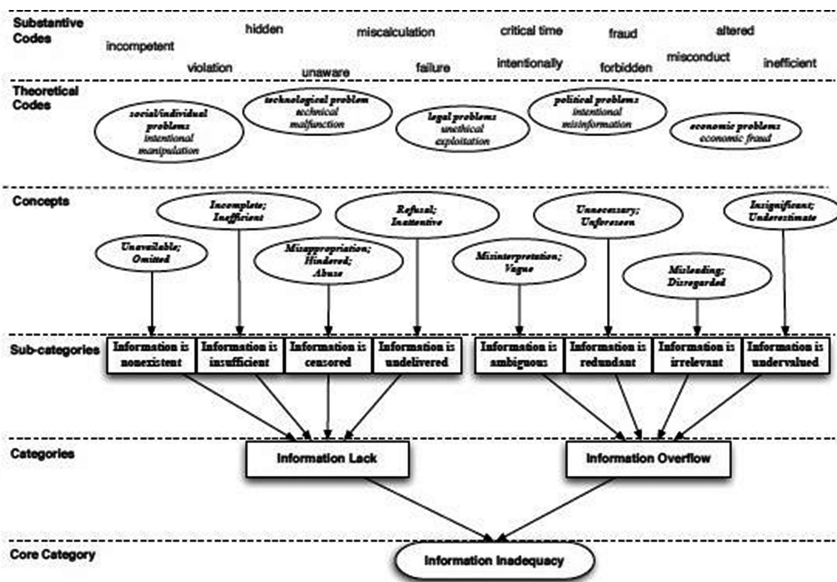 Substantive
Codes
hidden
miscalculation
critical time
fraud
altered
incompetent
violation
unaware
failure
intentionally
forbidden
misconduct
inefficient
Theoretical
Codes
social/individual
problems
intentional
manipulation
technological problem
technical
malfunction
legal problems
unethical
exploitation
political problems
intentional
misinformation
economic problems
economic fraud
Concepts
Unavailable;
Omitted
Incomplete;
Inefficient
Misappropriation;
Hindered;
Abuse
Refusal;
Inattentive
Misinterpretation;
Vague
Unnecessary;
Unforeseen
Misleading;
Disregarded
Insignificant;
Underestimate
Sub-categories
Information is
nonexistent
Information is
insufficient
Information is
censored
Information is
undelivered
Information is
ambiguous
Information is
redundant
Information is
irrelevant
Information is
undervalued
Categories
Information Lack
Information Overflow
Core Category
Information Inadequacy